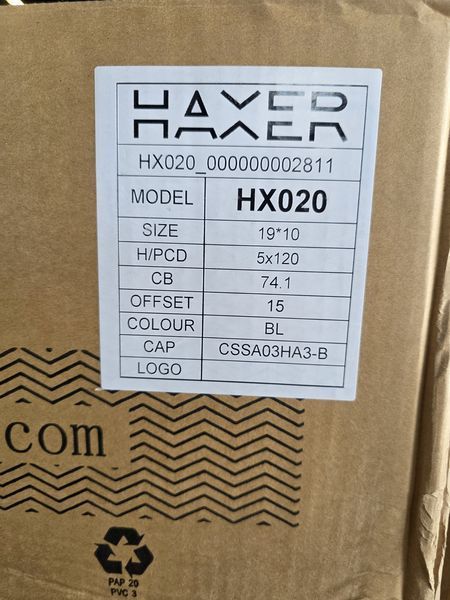 HAXER
HX020_000000002811
MODEL HX020
SIZE 19*10
H/PCD 5x120
CB 74.1
OFFSET 15
COLOUR BL
CAP CSSA03HA3-B
LOGO
.com
PAP 20
PVC 3